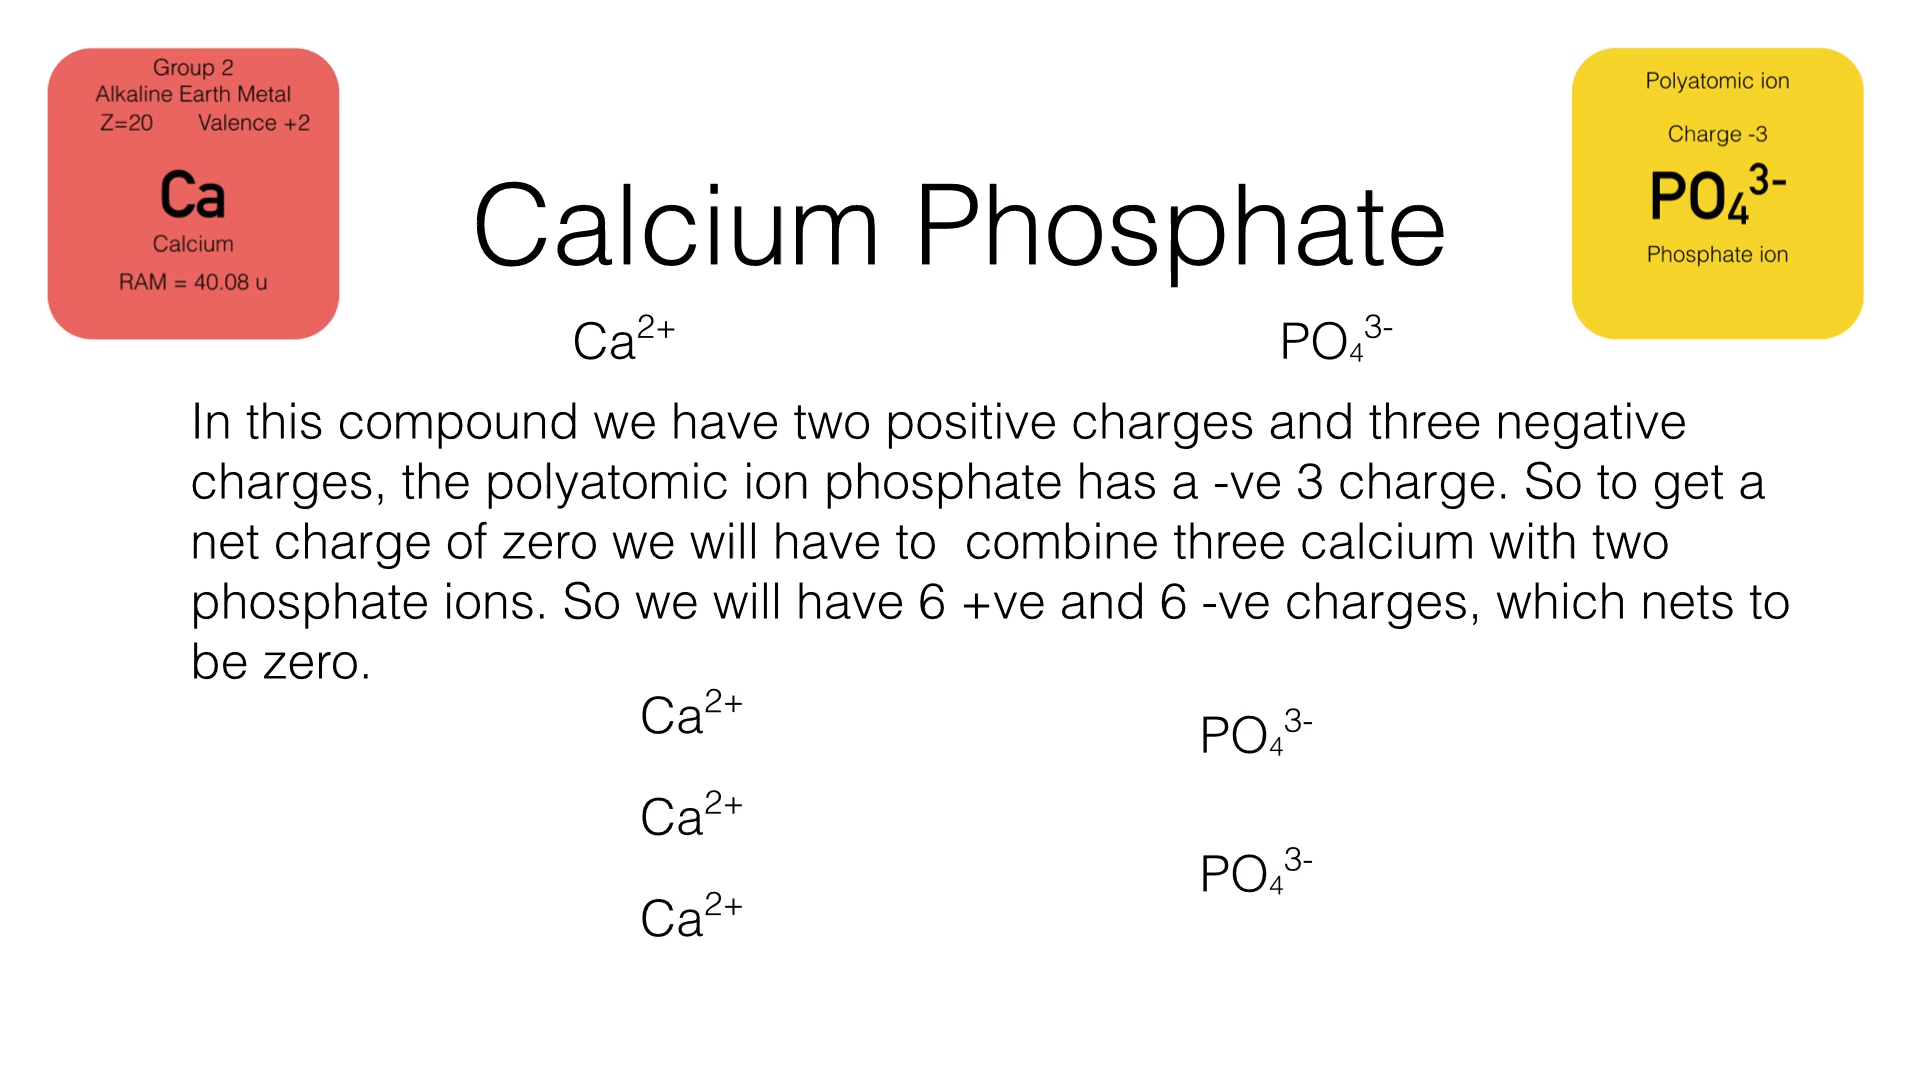 Group 2
Alkaline Earth Metal
Z=20 Valence +2
Ca
Calcium
RAM = 40.08 u
Polyatomic ion
Charge -3
PO₄³⁻
Phosphate ion
Calcium Phosphate
Ca²⁺ PO₄³⁻
In this compound we have two positive charges and three negative
charges, the polyatomic ion phosphate has a -ve 3 charge. So to get a
net charge of zero we will have to  combine three calcium with two
phosphate ions. So we will have 6 +ve and 6 -ve charges, which nets to
be zero.
Ca²⁺
Ca²⁺
Ca²⁺
PO₄³⁻
PO₄³⁻